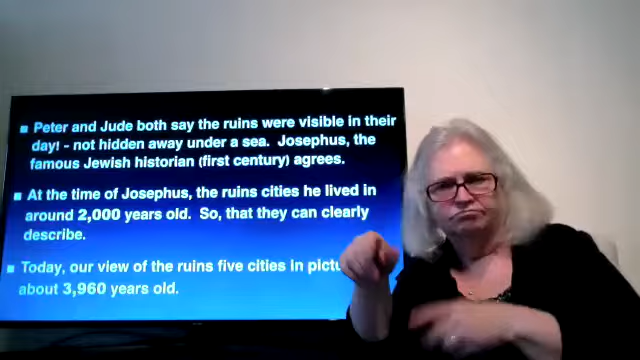 ▪ Peter and Jude both say the ruins were visible in their
day! - not hidden away under a sea. Josephus, the
famous Jewish historian (first century) agrees.
▪ At the time of Josephus, the ruins cities he lived in
around 2,000 years old. So, that they can clearly
describe.
▪ Today, our view of the ruins five cities in
about 3,960 years old.